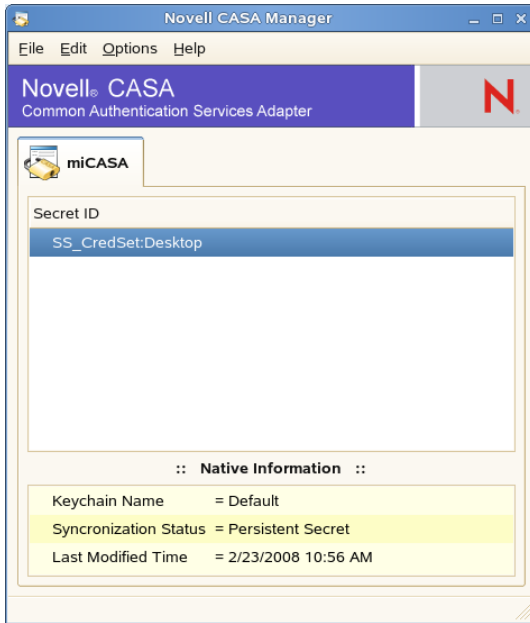 Novell CASA Manager
File Edit Options Help
Novell® CASA
Common Authentication Services Adapter
N
miCASA
Secret ID
SS_CredSet:Desktop
:: Native Information ::
Keychain Name = Default
Syncronization Status = Persistent Secret
Last Modified Time = 2/23/2008 10:56 AM